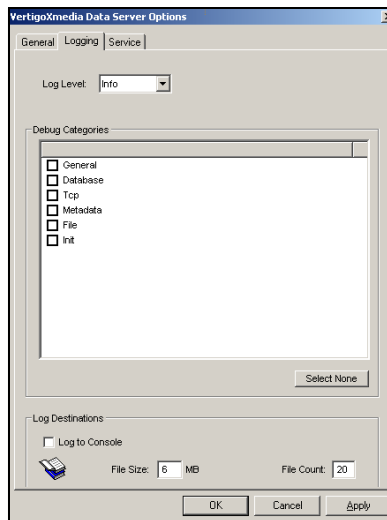 VertigoXmedia Data Server Options
General Logging Service
Log Level: Info
Debug Categories
General
Database
Tcp
Metadata
File
Init
Select None
Log Destinations
Log to Console
File Size: 6 MB File Count: 20
OK Cancel Apply